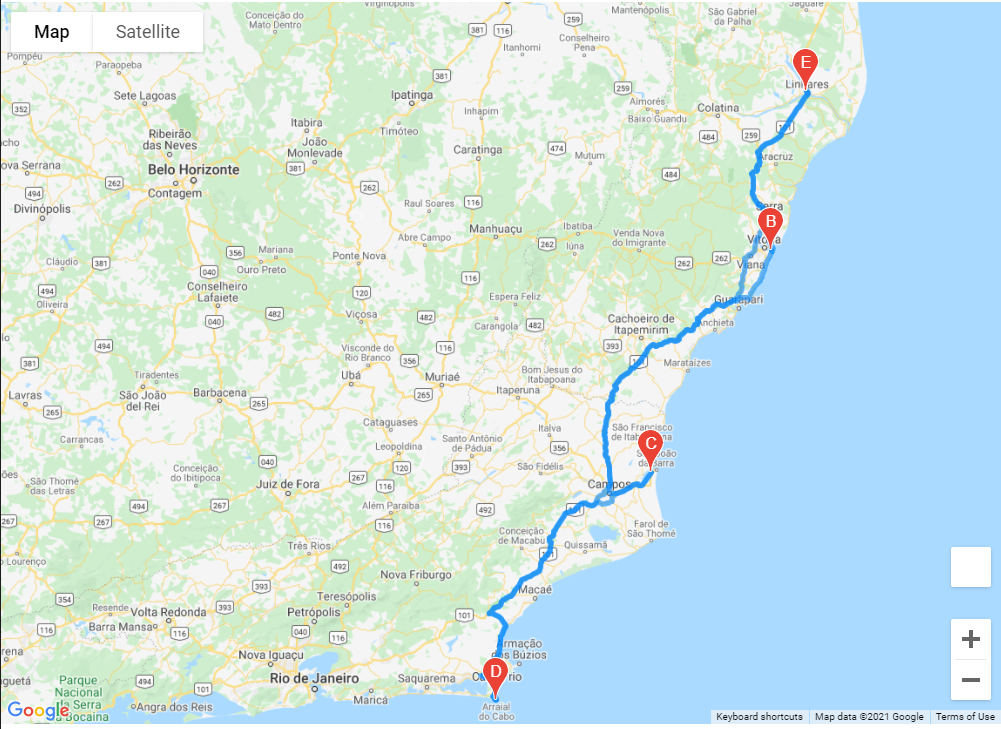 Map
Satellite
Conceição do
Mato Dentro
381
116
259
Mantenópolis
São Gabriel
da Palha
Jaguaré
Itanhomi
Conselheiro
Pena
E
Pompéu
Paraopeba
381
Linhares
Sete Lagoas
Ipatinga
259
Aimorés
Baixo Guandu
Colatina
352
Inhapim
Itabira
Timóteo
Ribeirão
das Neves
João
Monlevade
484
259
101
Caratinga
474
Mutum
Aracruz
Nova Serrana
Belo Horizonte
381
Contagem
262
262
484
494
Divinópolis
Raul Soares
116
Serra
B
Manhuaçu
Ibatiba
Iúna
Venda Nova
do Imigrante
Vitória
Abre Campo
262
Mariana
Ouro Preto
356
Ponte Nova
Cláudio
381
040
262
262
Viana
116
494
Oliveira
Conselheiro
Lafaiete
120
Espera Feliz
Guarapari
482
Viçosa
482
Carangola
482
Cachoeiro de
Itapemirim
Anchieta
040
494
Visconde do
Rio Branco
356
116
393
101
Marataízes
381
Tiradentes
Ubá
Muriaé
Bom Jesus do
Itabapoana
Lavras
265
São João
del Rei
Barbacena
265
265
Itaperuna
Cataguases
São Francisco
de Itabapoana
Carrancas
Leopoldina
Santo Antônio
de Pádua
Italva
356
C
São João
da Barra
040
Conceição
do Ibitipoca
120
393
São Fidélis
267
116
São Thomé
das Letras
Juiz de Fora
Campos
494
267
Além Paraíba
492
101
267
267
116
Farol de
São Thomé
Três Rios
Conceição
de Macabu
Quissamã
101
492
Nova Friburgo
393
Macaé
354
Teresópolis
Resende
Volta Redonda
393
Petrópolis
101
116
Barra Mansa
116
040
116
Armação
dos Búzios
Nova Iguaçu
D
Rio de Janeiro
Saquarema
Cabo Frio
Parque
Nacional
da Serra
da Bocaina
494
101
Maricá
Angra dos Reis
Arraial
do Cabo
Google
Keyboard shortcuts
Map data ©2021 Google
Terms of Use